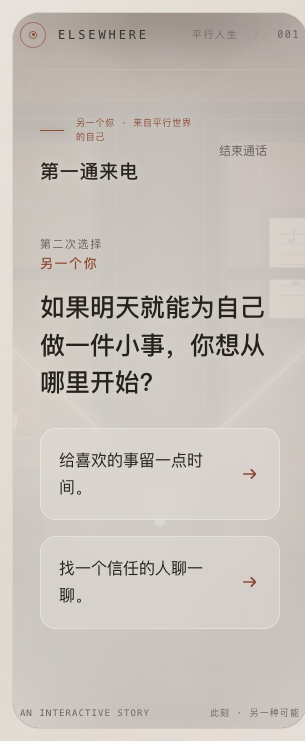 ELSEWHERE
平行人生 / 001
另一个你 · 来自平行世界
的自己
结束通话
第一通来电
第二次选择
另一个你
如果明天就能为自己
做一件小事，你想从
哪里开始?
给喜欢的事留一点时
间。
→
找一个信任的人聊一
聊。
→
AN INTERACTIVE STORY
此刻 · 另一种可能